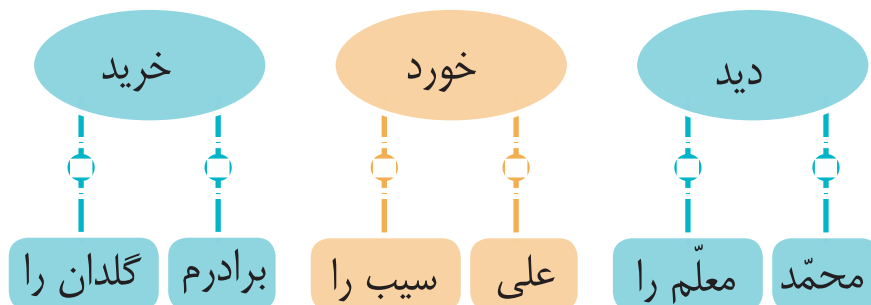 دید
خورد
خرید
محمّد
معلّم را
علی
سیب را
برادرم
گلدان را